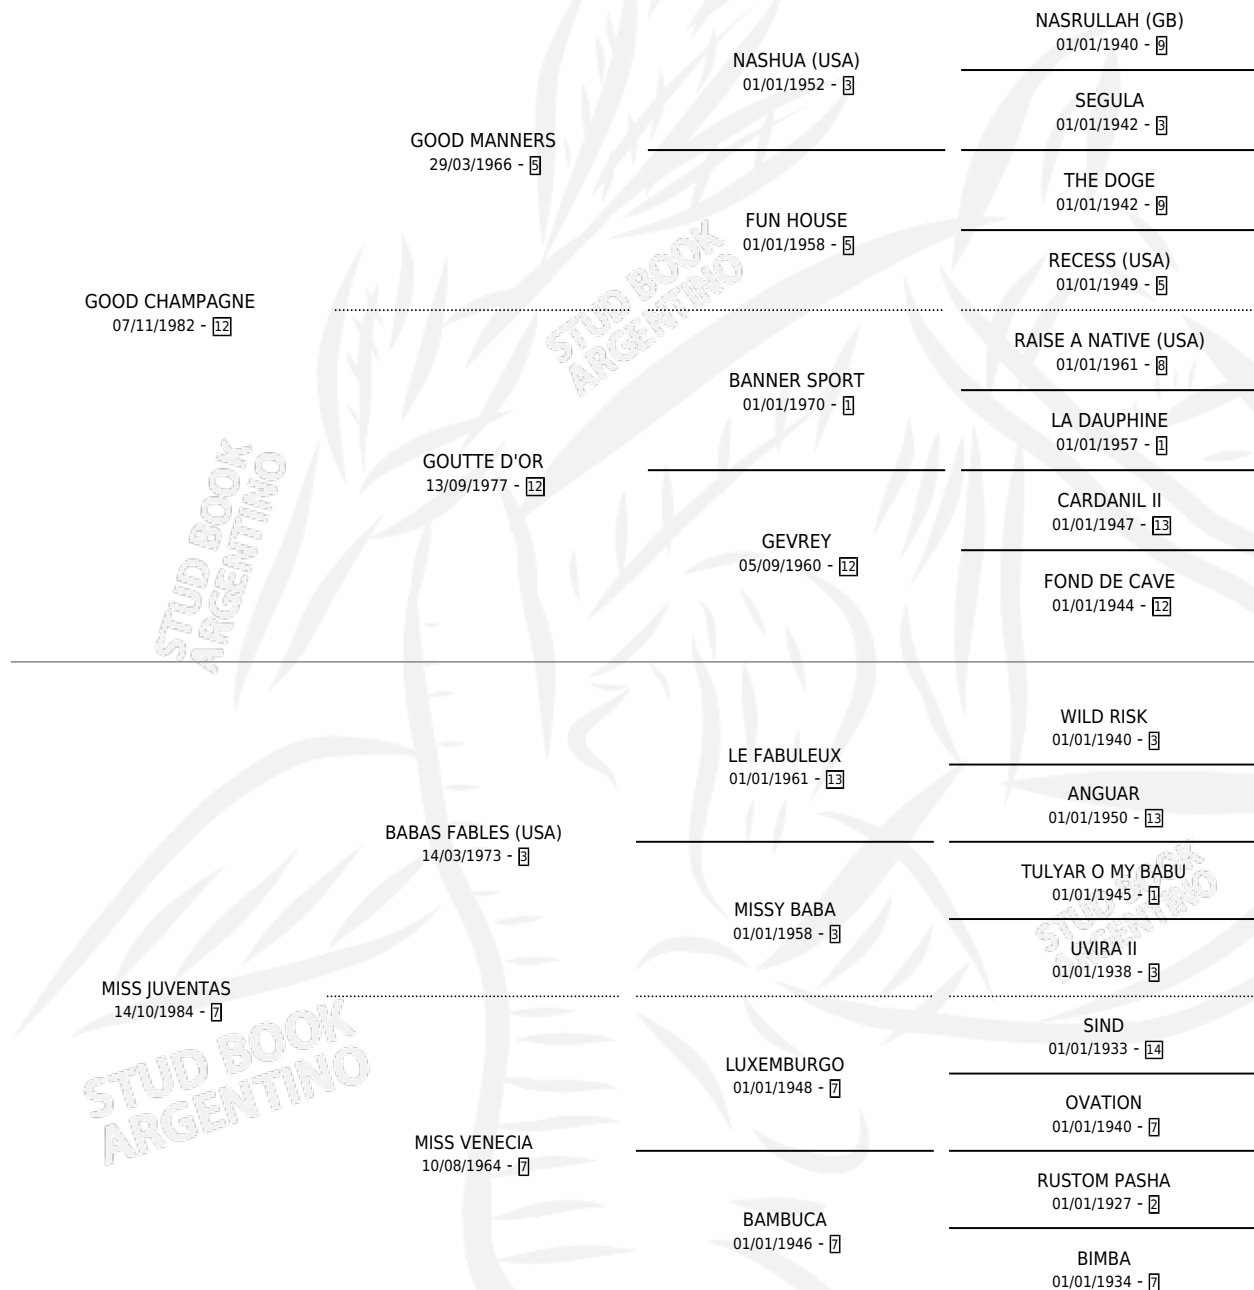 NASRULLAH (GB)
01/01/1940 - 9
NASHUA (USA)
01/01/1952 - 3
SEGULA
01/01/1942 - 3
GOOD MANNERS
29/03/1966 - 5
THE DOGE
01/01/1942 - 9
FUN HOUSE
01/01/1958 - 5
RECESS (USA)
01/01/1949 - 5
GOOD CHAMPAGNE
07/11/1982 - 12
RAISE A NATIVE (USA)
01/01/1961 - 8
BANNER SPORT
01/01/1970 - 1
LA DAUPHINE
01/01/1957 - 1
GOUTTE D'OR
13/09/1977 - 12
CARDANIL II
01/01/1947 - 13
GEVREY
05/09/1960 - 12
FOND DE CAVE
01/01/1944 - 12
WILD RISK
01/01/1940 - 3
LE FABULEUX
01/01/1961 - 13
ANGUAR
01/01/1950 - 13
BABAS FABLES (USA)
14/03/1973 - 3
TULYAR O MY BABU
01/01/1945 - 1
MISSY BABA
01/01/1958 - 3
UVIRA II
01/01/1938 - 3
MISS JUVENTAS
14/10/1984 - 7
SIND
01/01/1933 - 14
LUXEMBURGO
01/01/1948 - 7
OVATION
01/01/1940 - 7
MISS VENECIA
10/08/1964 - 7
RUSTOM PASHA
01/01/1927 - 2
BAMBUCA
01/01/1946 - 7
BIMBA
01/01/1934 - 7
STUD BOOK
ARGENTINO
STUD BOOK
ARGENTINO
STUD BOOK
ARGENTINO
STUD BOOK
ARGENTINO